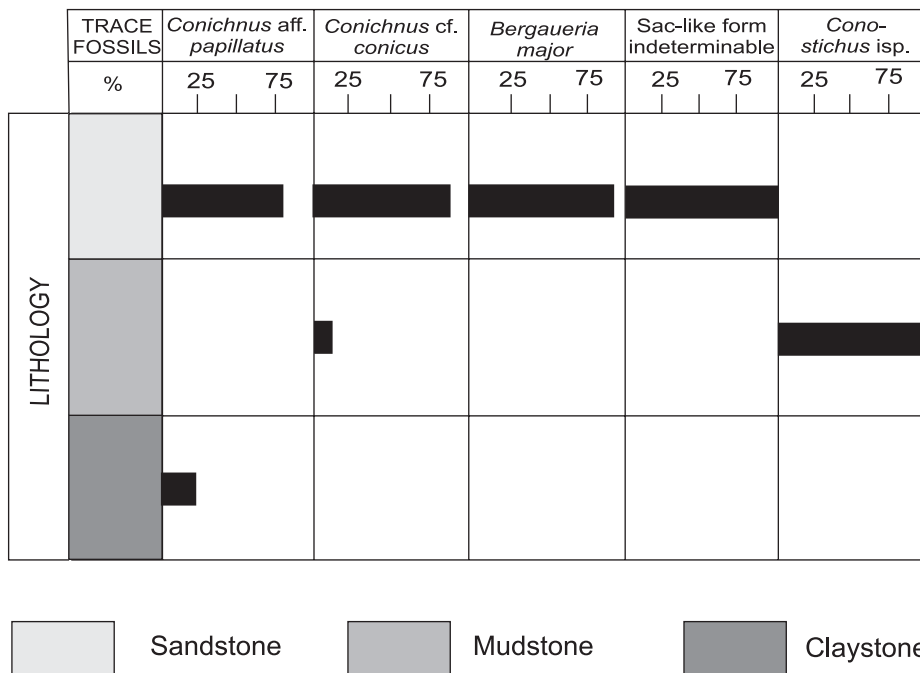 TRACE
FOSSILS
Conichnus aff.
papillatus
Conichnus cf.
conicus
Bergaueria
major
Sac-like form
indeterminable
Cono-
stichus isp.
%
25 75
25 75
25 75
25 75
25 75
LITHOLOGY
Sandstone
Mudstone
Claystone